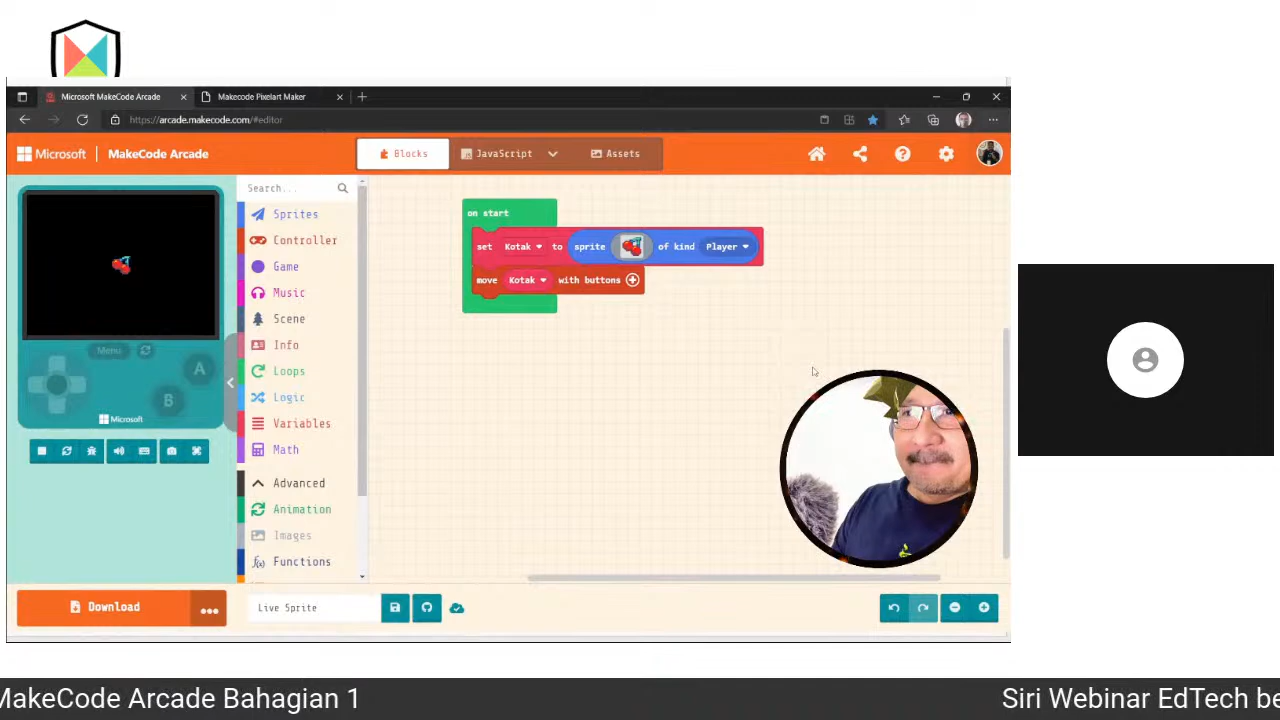 Microsoft MakeCode Arcade
Makecode Pixelart Maker
https://arcade.makecode.com/#editor
Microsoft
MakeCode Arcade
Blocks
JavaScript
Assets
Search...
Sprites
Controller
Game
Music
Scene
Info
Loops
Logic
Variables
Math
Advanced
Animation
Images
Functions
Menu
A
B
Microsoft
on start
set Kotak to sprite of kind Player
move Kotak with buttons
Download
Live Sprite
MakeCode Arcade Bahagian 1
Siri Webinar EdTech be